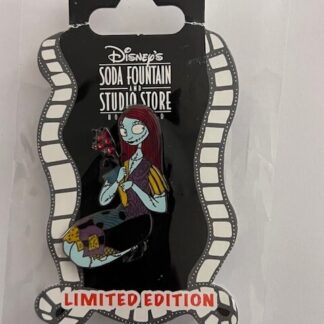 Disney's
SODA FOUNTAIN
AND
STUDIO STORE
LIMITED EDITION